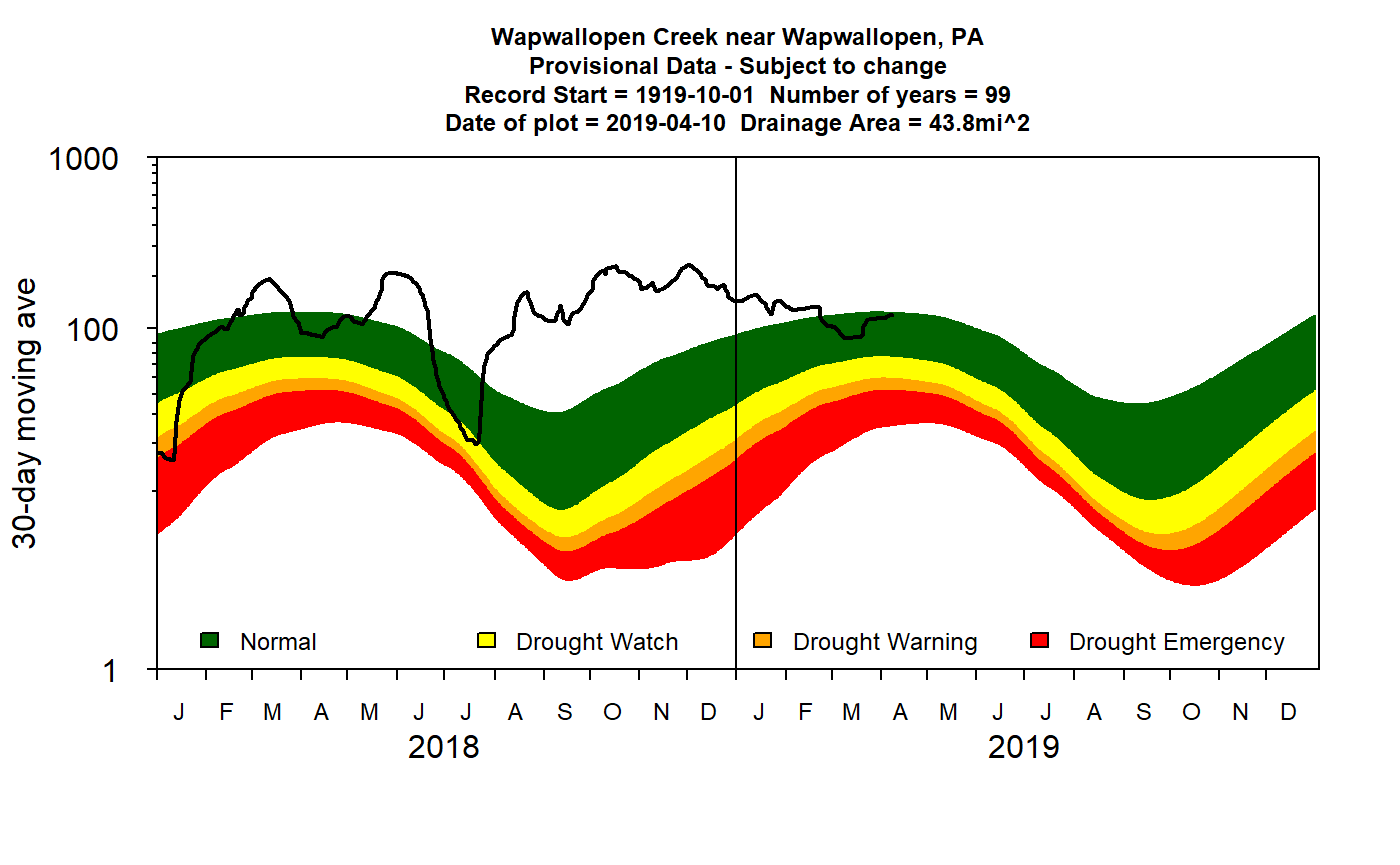 Wapwallopen Creek near Wapwallopen, PA
Provisional Data - Subject to change
Record Start = 1919-10-01  Number of years = 99
Date of plot = 2019-04-10  Drainage Area = 43.8mi^2
1000
100
1
30-day moving ave
Normal
Drought Watch
Drought Warning
Drought Emergency
J F M A M J J A S O N D J F M A M J J A S O N D
2018 2019